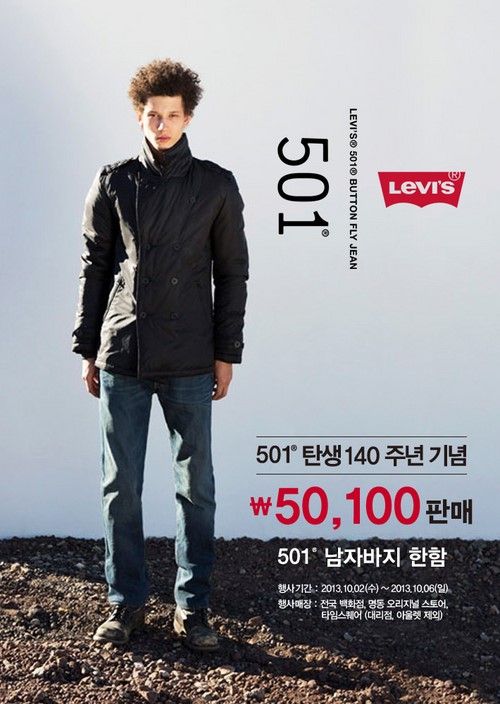 501®
LEVI'S® 501® BUTTON FLY JEAN
LEVI'S®
501® 탄생 140 주년 기념
₩50,100 판매
501® 남자바지 한함
행사기간 : 2013.10.02(수) ~ 2013.10.06(일)
행사매장 : 전국 백화점, 명동 오리지널 스토어,
타임스퀘어 (대리점, 아울렛 제외)